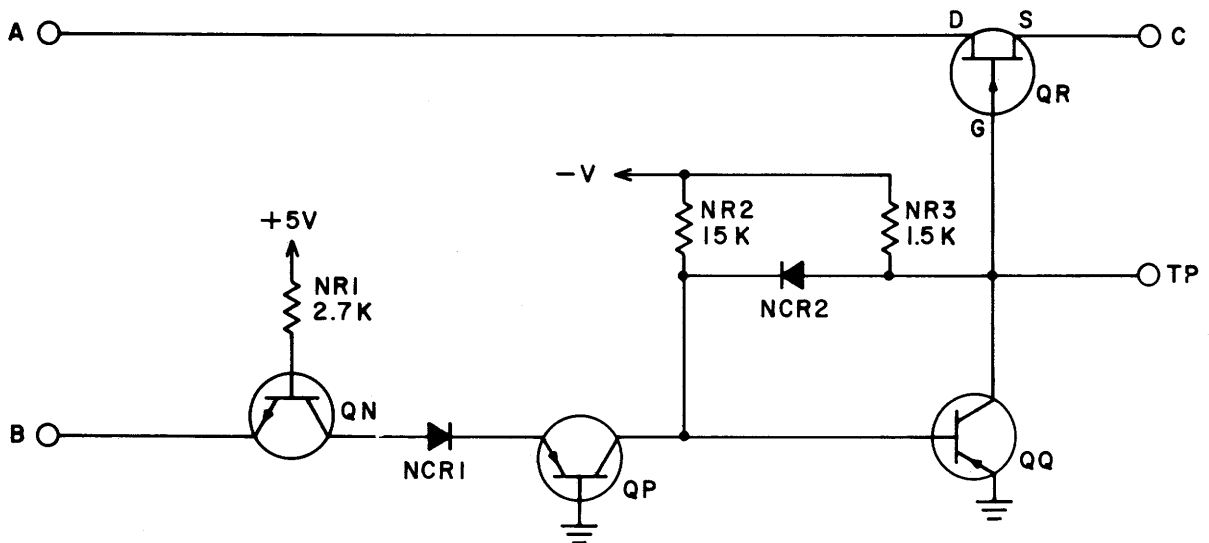 A
D
S
C
QR
G
-V
NR2
15K
NR3
1.5K
+5V
NR1
2.7K
NCR2
TP
B
QN
NCR1
QP
QQ